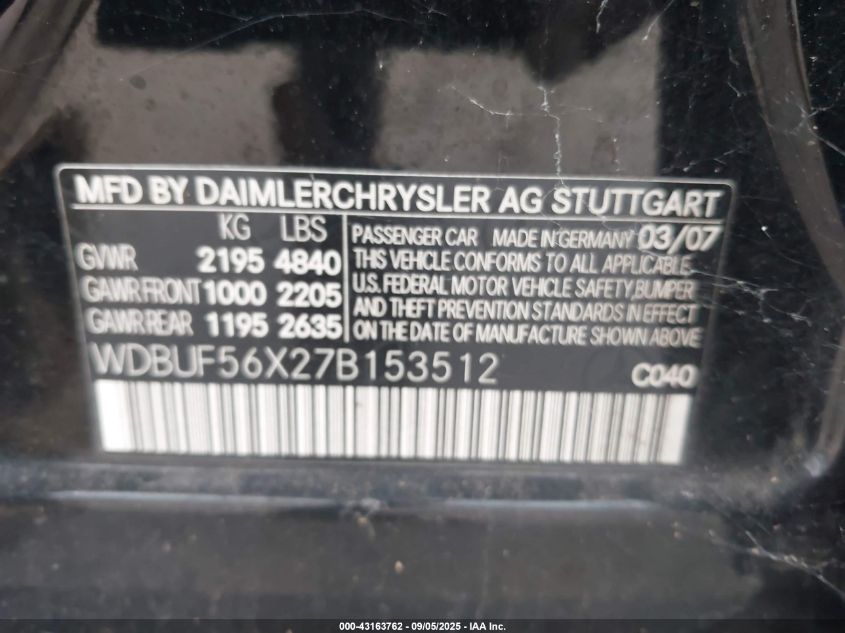 MFD BY DAIMLERCHRYSLER AG STUTTGART
KG LBS
GVWR 2195 4840
GAWR FRONT 1000 2205
GAWR REAR 1195 2635
PASSENGER CAR MADE IN GERMANY 03/07
THIS VEHICLE CONFORMS TO ALL APPLICABLE
U.S. FEDERAL MOTOR VEHICLE SAFETY, BUMPER
AND THEFT PREVENTION STANDARDS IN EFFECT
ON THE DATE OF MANUFACTURE SHOWN ABOVE
WDBUF56X27B153512 C040
000-43163762 - 09/05/2025 - IAA Inc.